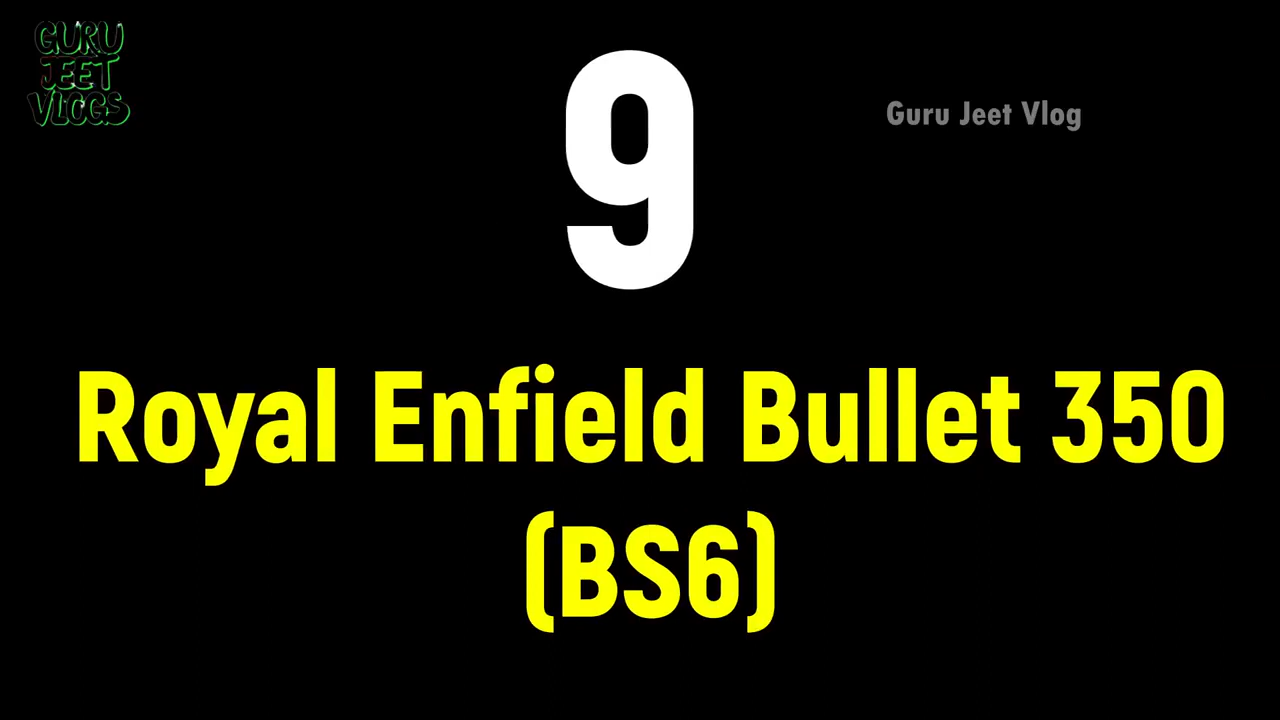 GURU
JEET
VLOGS
9
Guru Jeet Vlog
Royal Enfield Bullet 350
(BS6)